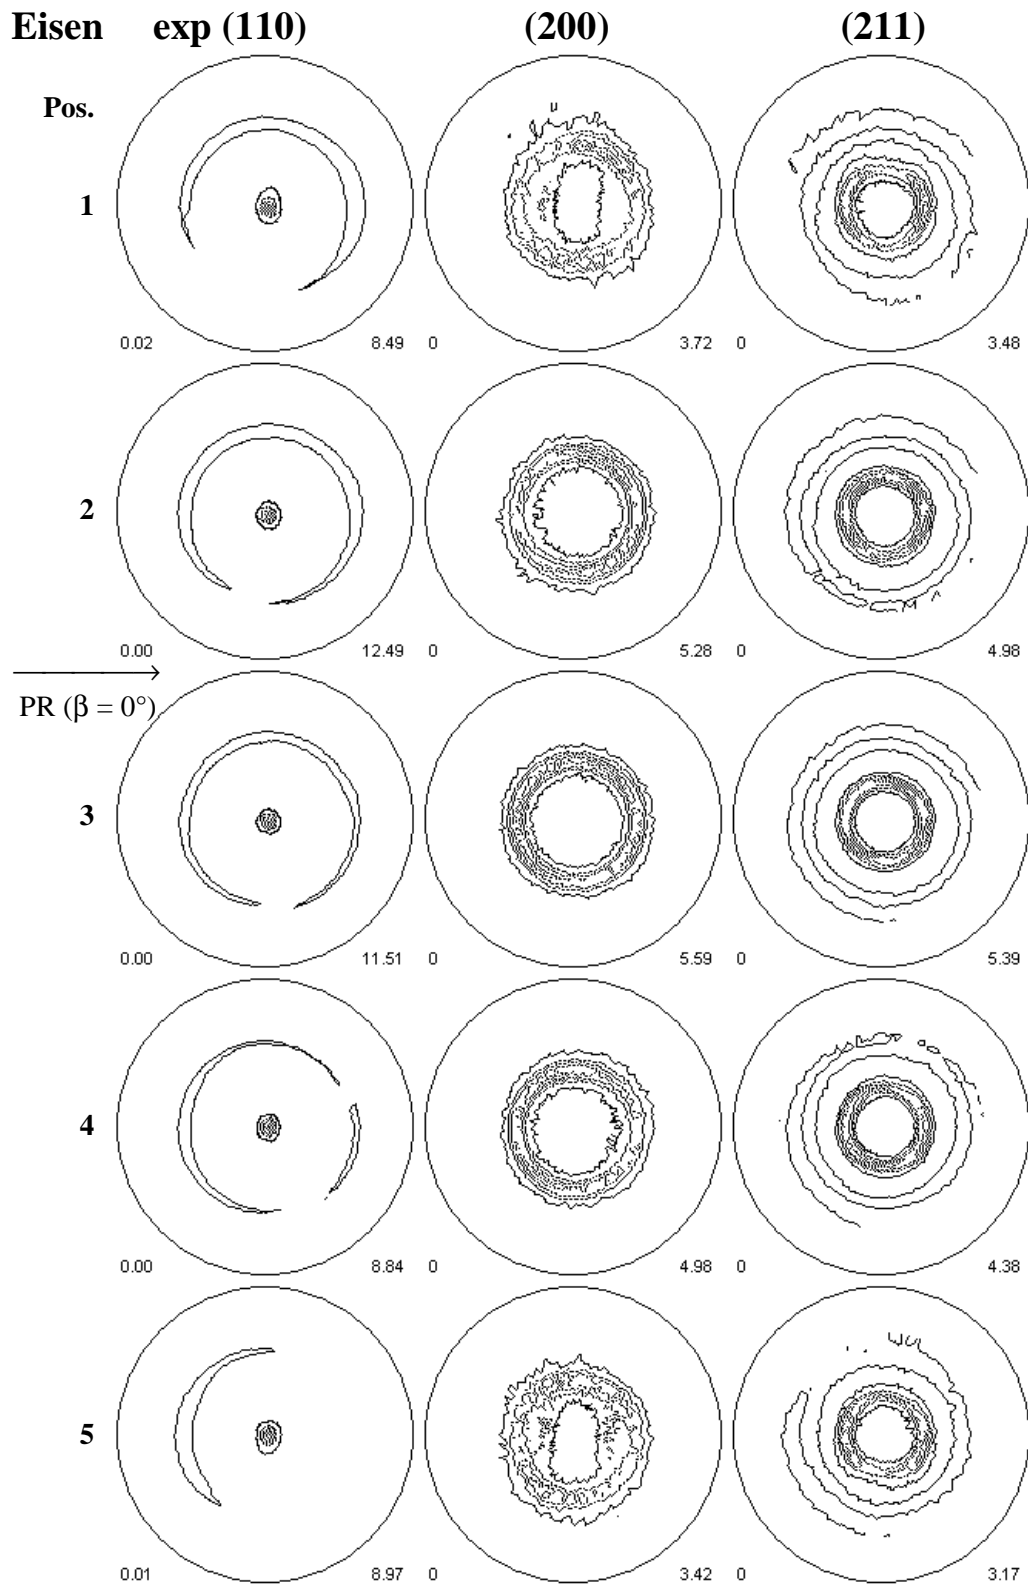 Eisen exp (110) (200) (211)
Pos.
1
0.02 8.49 0 3.72 0 3.48
2
0.00 12.49 0 5.28 0 4.98
PR (β = 0°)
3
0.00 11.51 0 5.59 0 5.39
4
0.00 8.84 0 4.98 0 4.38
5
0.01 8.97 0 3.42 0 3.17